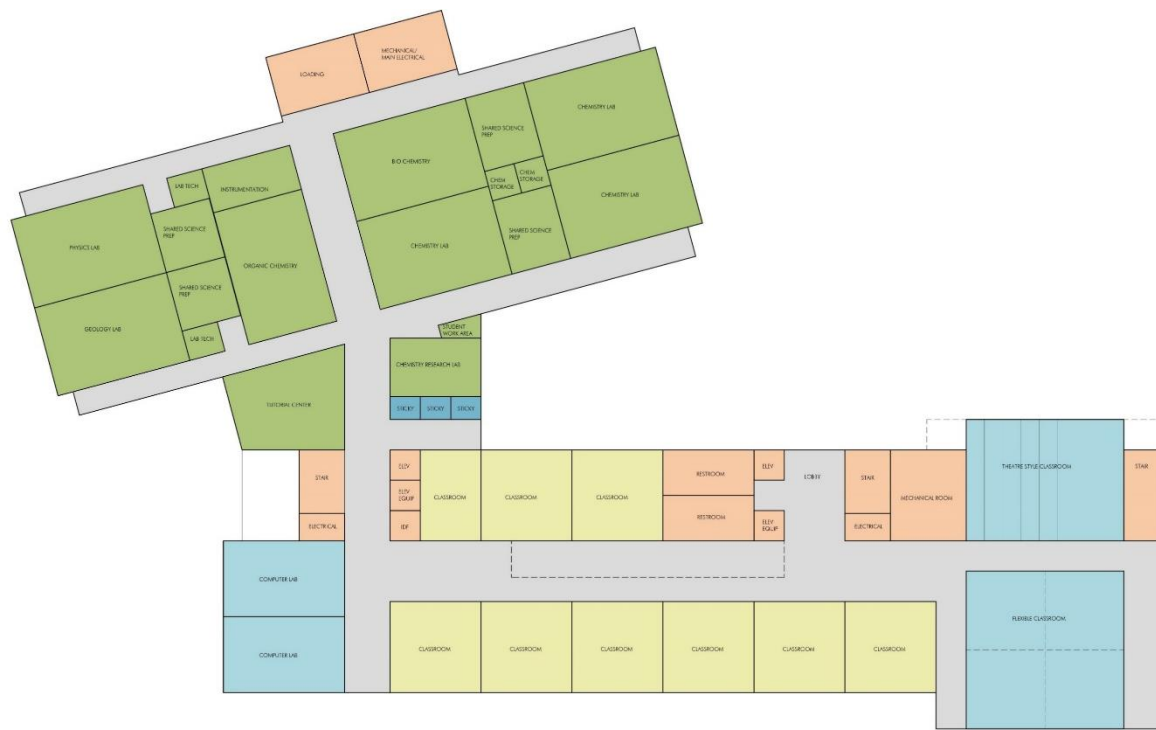 MECHANICAL/
MAIN ELECTRICAL
LOADING
CHEMISTRY LAB
SHARED SCIENCE
PREP
BIO CHEMISTRY
CHEM
STORAGE
CHEM
STORAGE
CHEMISTRY LAB
SHARED SCIENCE
PREP
CHEMISTRY LAB
LAB TECH
INSTRUMENTATION
PHYSICS LAB
SHARED SCIENCE
PREP
ORGANIC CHEMISTRY
SHARED SCIENCE
PREP
GEOLOGY LAB
LAB TECH
STUDENT
WORK AREA
CHEMISTRY RESEARCH LAB
TUTORIAL CENTER
STICKY
STICKY
STICKY
STAIR
ELEV
ELEV
EQUIP
IDF
ELECTRICAL
CLASSROOM
CLASSROOM
CLASSROOM
RESTROOM
RESTROOM
ELEV
ELEV
EQUIP
LOBBY
STAIR
ELECTRICAL
MECHANICAL ROOM
THEATRE STYLE CLASSROOM
STAIR
COMPUTER LAB
COMPUTER LAB
CLASSROOM
CLASSROOM
CLASSROOM
CLASSROOM
CLASSROOM
CLASSROOM
FLEXIBLE CLASSROOM